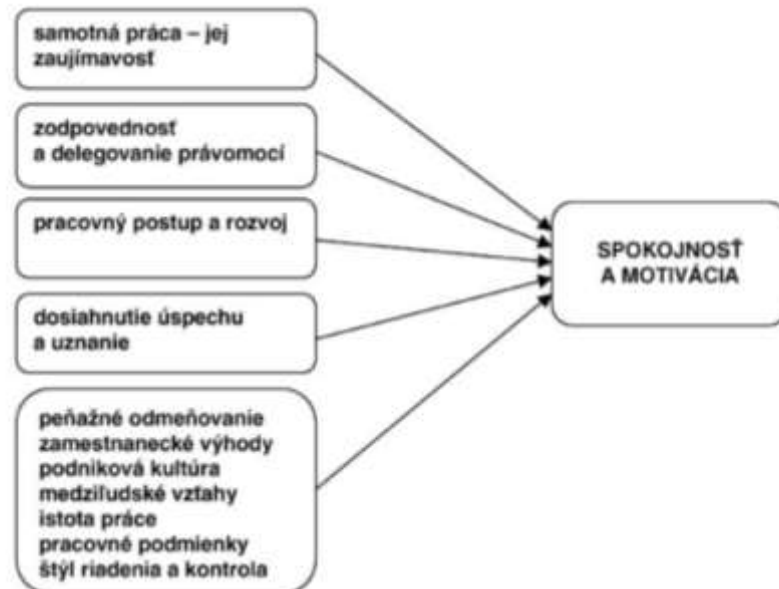 samotná práca – jej
zaujímavosť
zodpovednosť
a delegovanie právomocí
pracovný postup a rozvoj
dosiahnutie úspechu
a uznanie
peňažné odmeňovanie
zamestnanecké výhody
podniková kultúra
medziľudské vzťahy
istota práce
pracovné podmienky
štýl riadenia a kontrola
SPOKOJNOSŤ
A MOTIVÁCIA